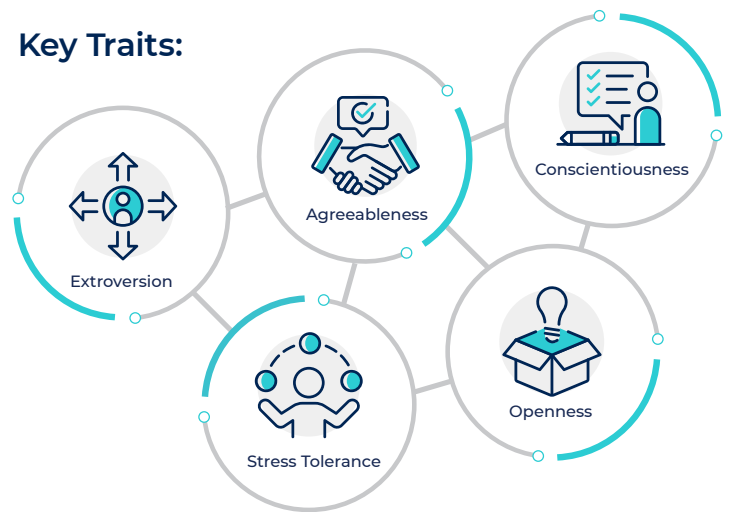 Key Traits:
Extroversion
Agreeableness
Conscientiousness
Stress Tolerance
Openness